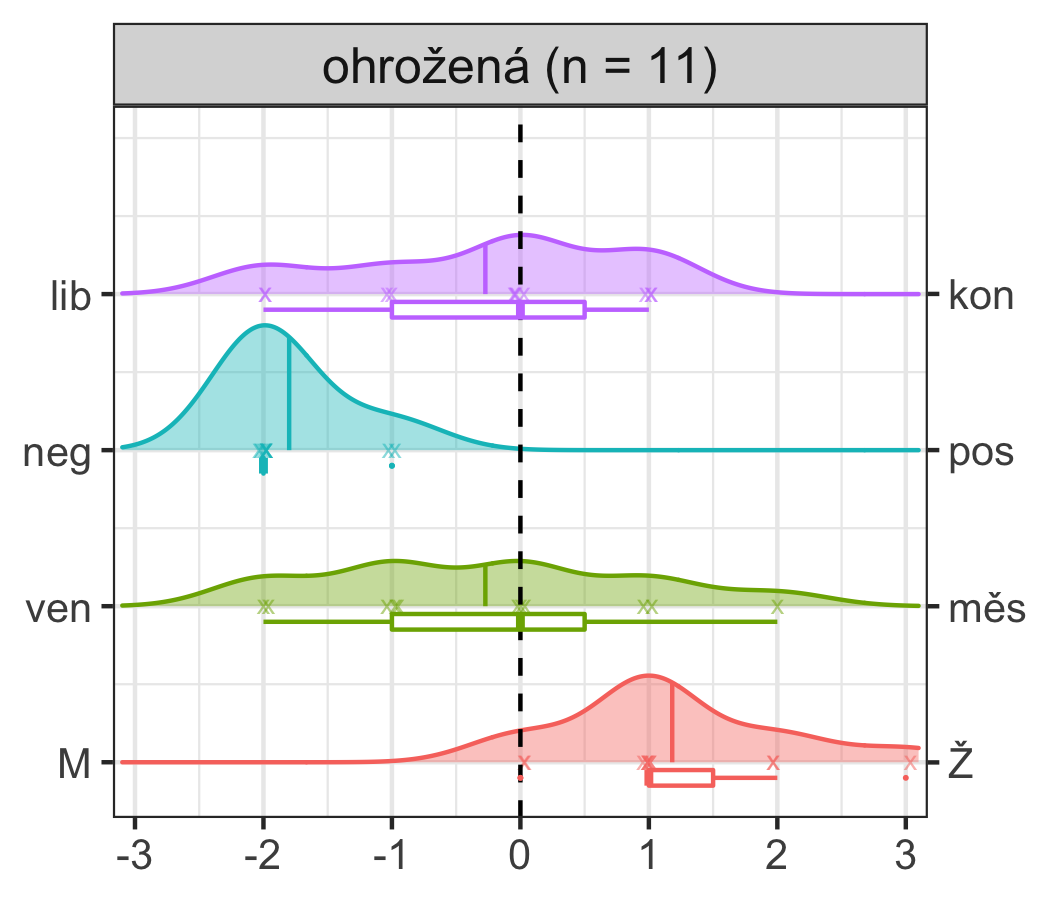 ohrožená (n = 11)
lib kon
neg pos
ven měs
M Ž
-3 -2 -1 0 1 2 3